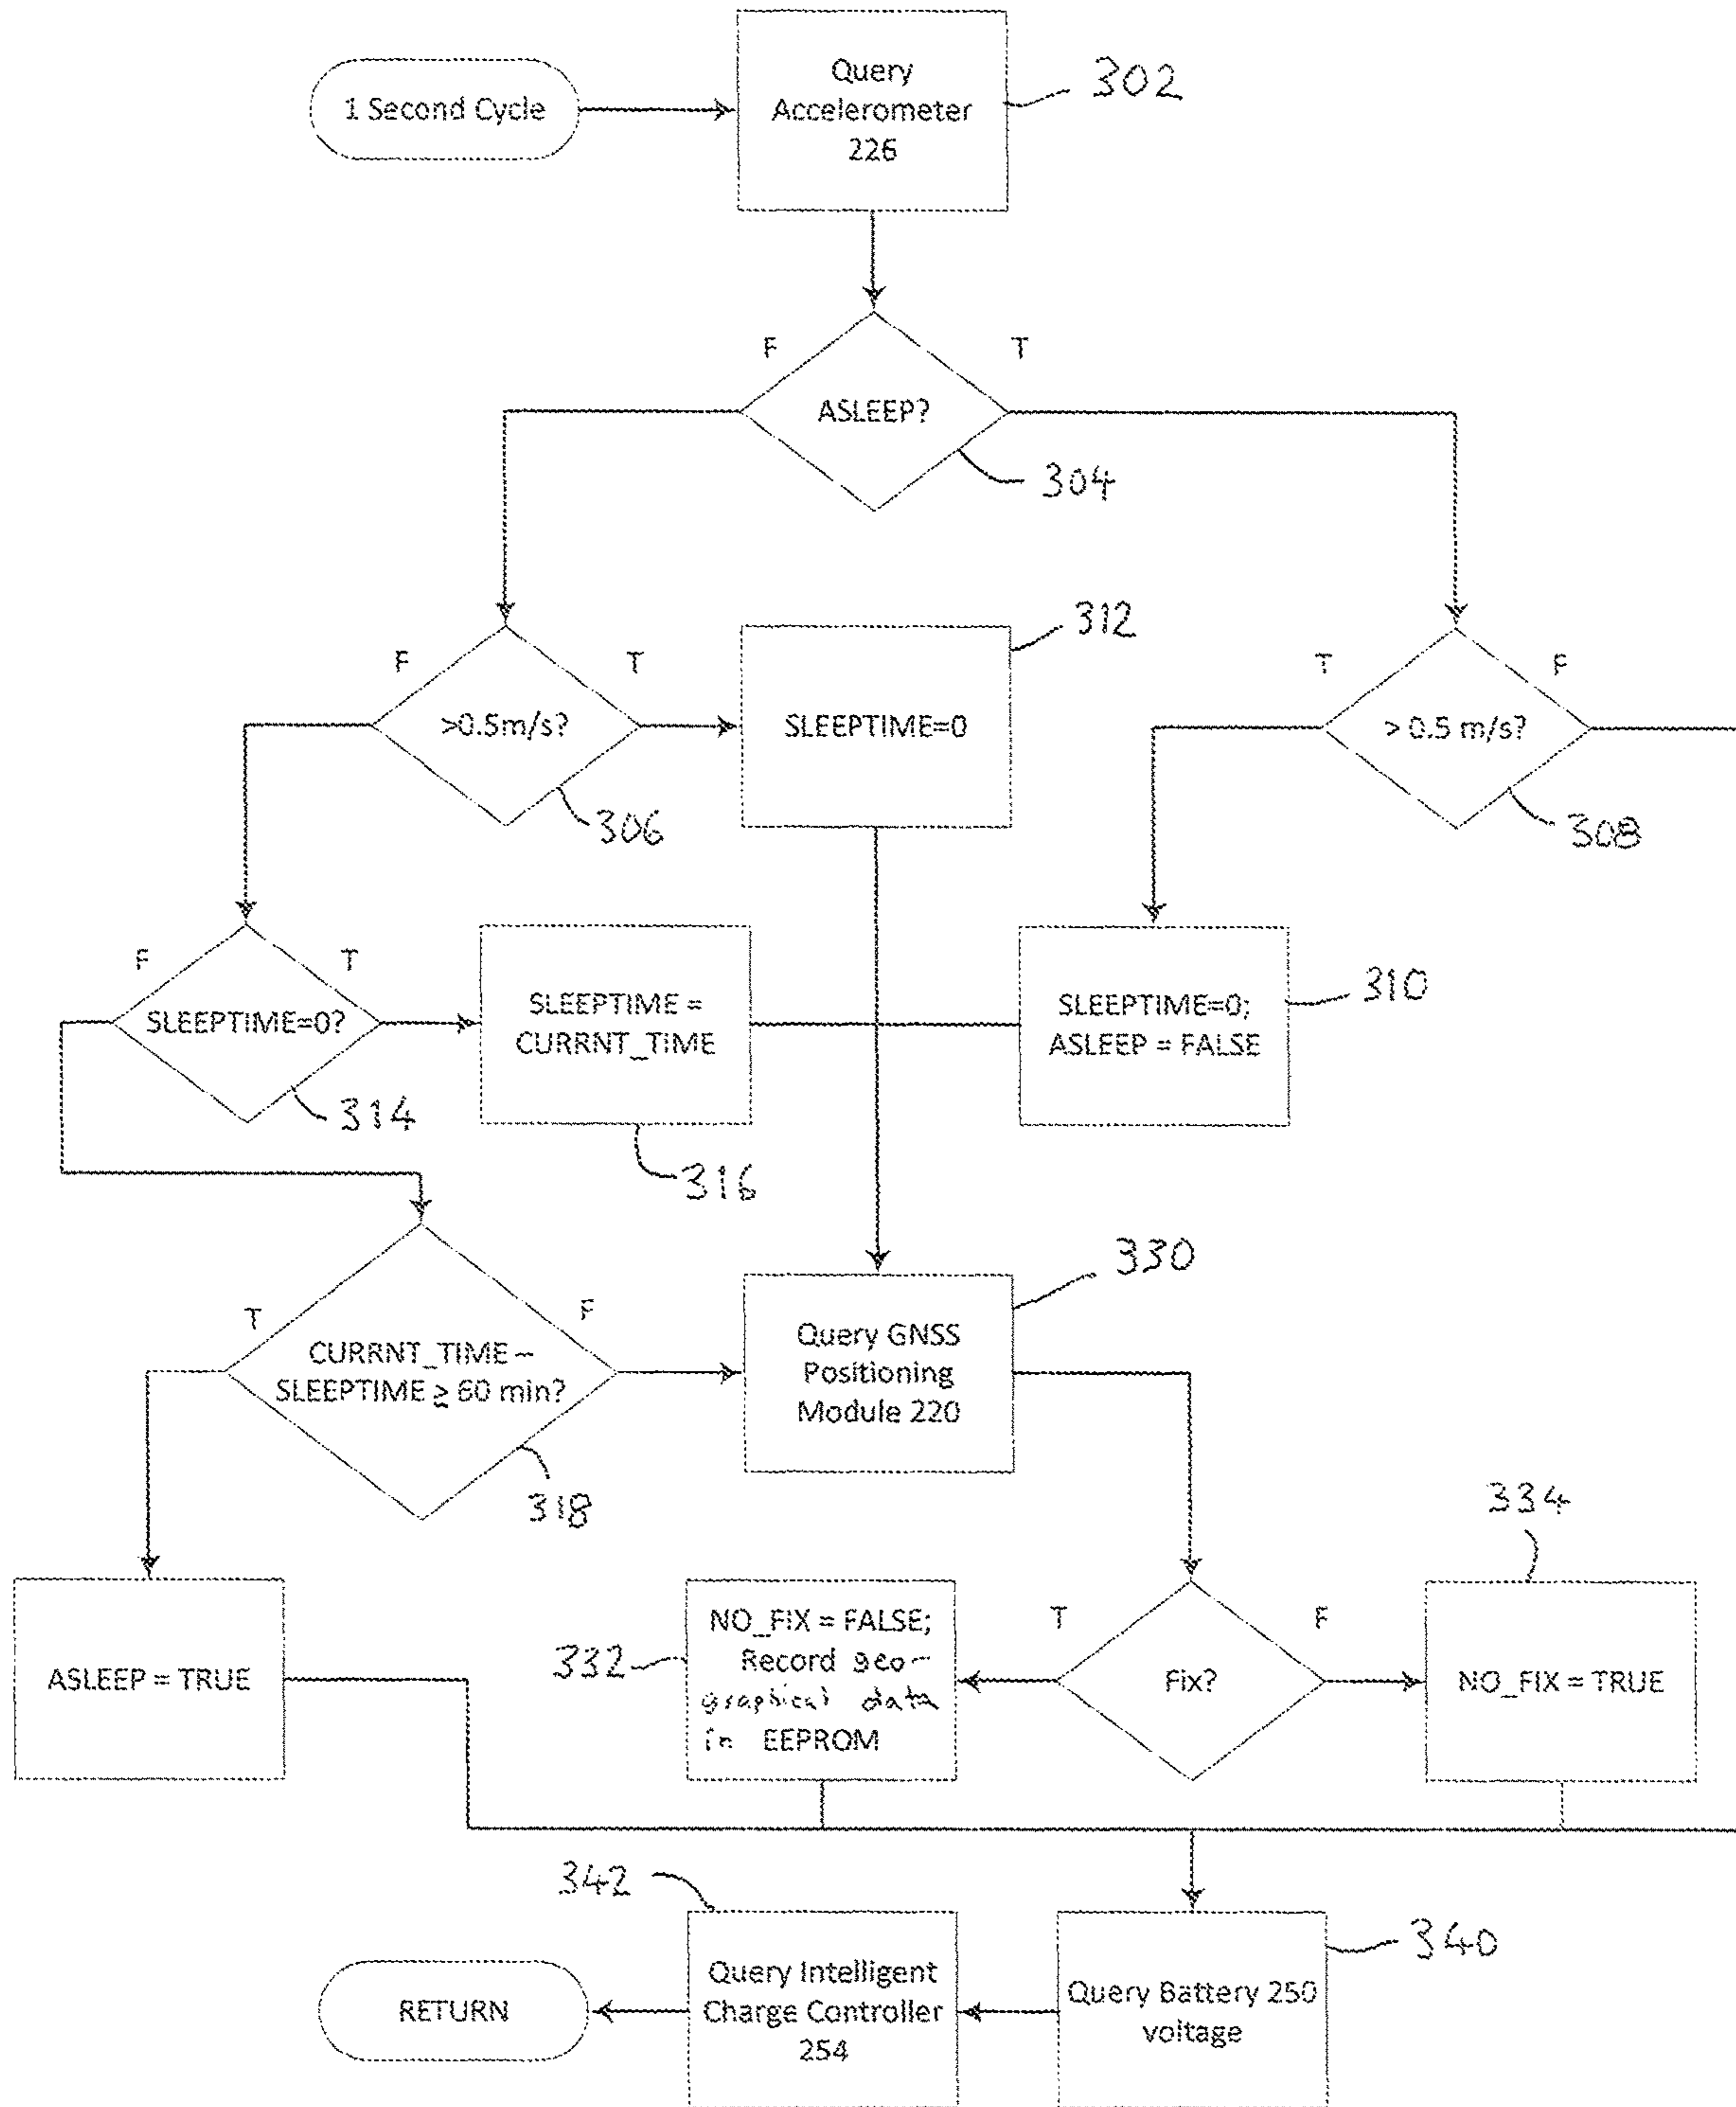 1 Second Cycle
Query
Accelerometer
226
302
F
T
ASLEEP?
304
F
T
>0.5m/s?
306
312
SLEEPTIME=0
T
F
> 0.5 m/s?
308
F
T
SLEEPTIME=0?
314
SLEEPTIME =
CURRNT_TIME
316
SLEEPTIME=0;
ASLEEP = FALSE
310
T
F
CURRNT_TIME –
SLEEPTIME ≥ 60 min?
318
330
Query GNSS
Positioning
Module 220
334
ASLEEP = TRUE
332
NO_FIX = FALSE;
Record geo-
graphical data
in EEPROM
T
F
Fix?
NO_FIX = TRUE
342
340
RETURN
Query Intelligent
Charge Controller
254
Query Battery 250
voltage